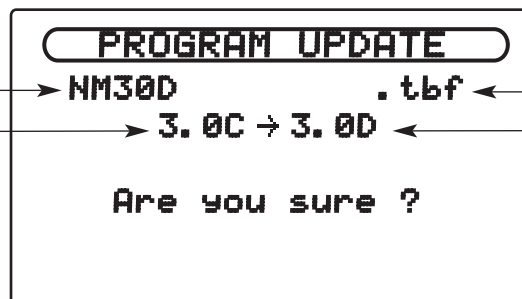 PROGRAM UPDATE
NM30D .tbf
3.0C → 3.0D
Are you sure ?